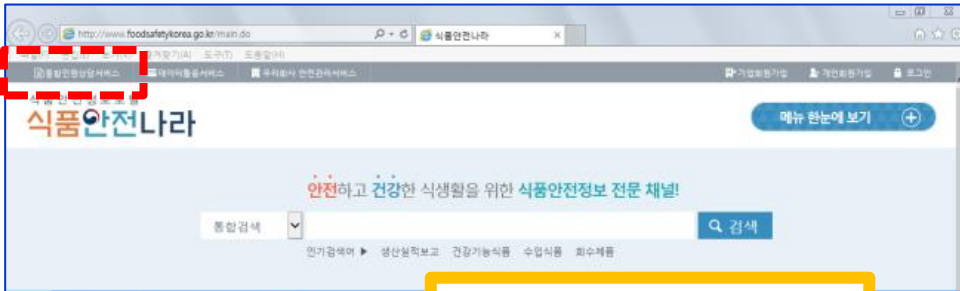 http://www.foodsafetykorea.go.kr/main.do
식품안전나라
통합민원상담서비스 데이터활용서비스 우리회사 안전관리서비스 기업회원가입 개인회원가입 로그인
식품안전정보포털
식품안전나라
메뉴 한눈에 보기
안전하고 건강한 식생활을 위한 식품안전정보 전문 채널!
통합검색 검색
인기검색어 ▶ 생산실적보고 건강기능식품 수입식품 회수제품